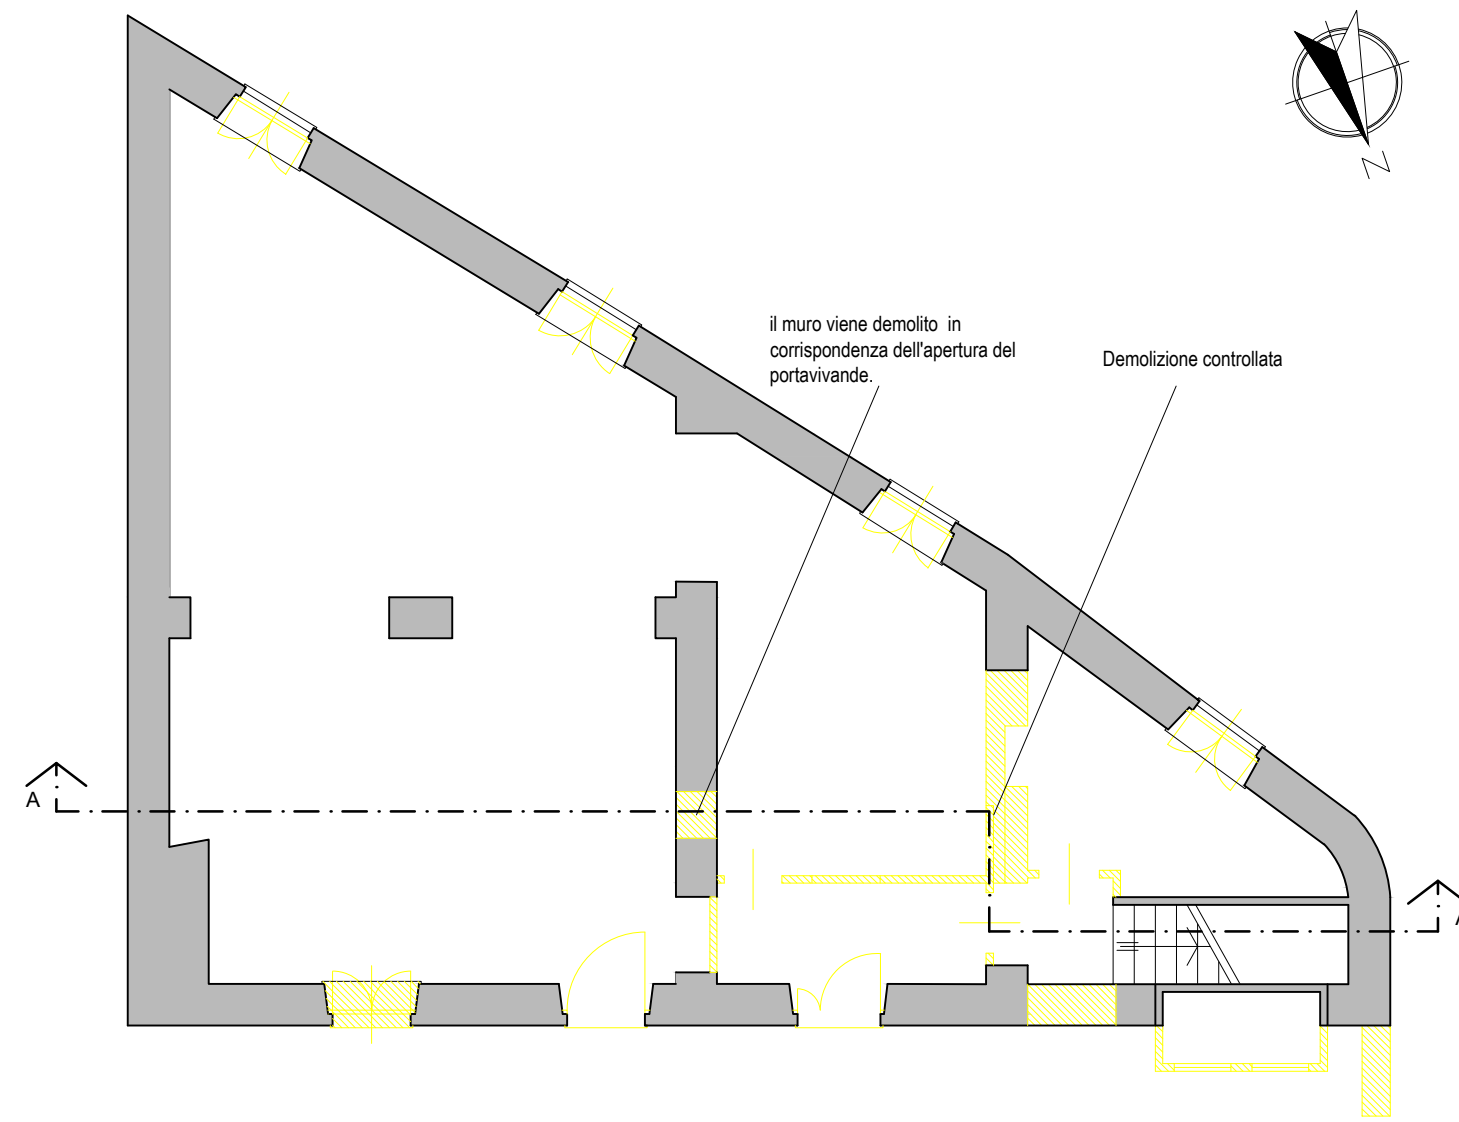 N
il muro viene demolito in
corrispondenza dell'apertura del
portavivande.
Demolizione controllata
A